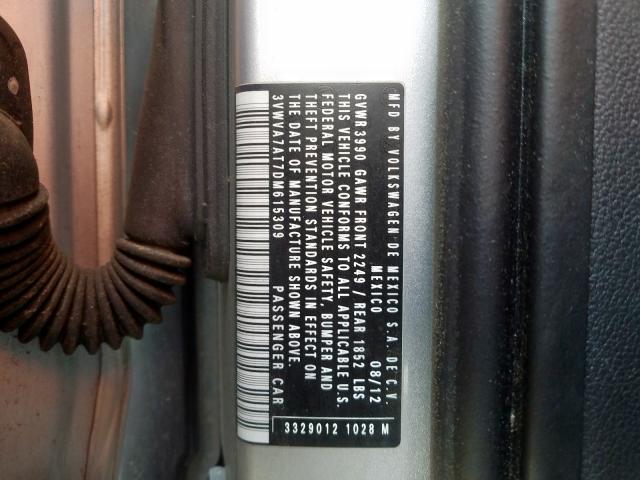 MFD BY VOLKSWAGEN DE MEXICO S.A. DE C.V.
MEXICO 08/12
GVWR3990 GAWR FRONT 2249 / REAR 1852 LBS
THIS VEHICLE CONFORMS TO ALL APPLICABLE U.S.
FEDERAL MOTOR VEHICLE SAFETY, BUMPER AND
THEFT PREVENTION STANDARDS IN EFFECT ON
THE DATE OF MANUFACTURE SHOWN ABOVE.
3VWVA7AT7DM615309 PASSENGER CAR
3329012 1028 M